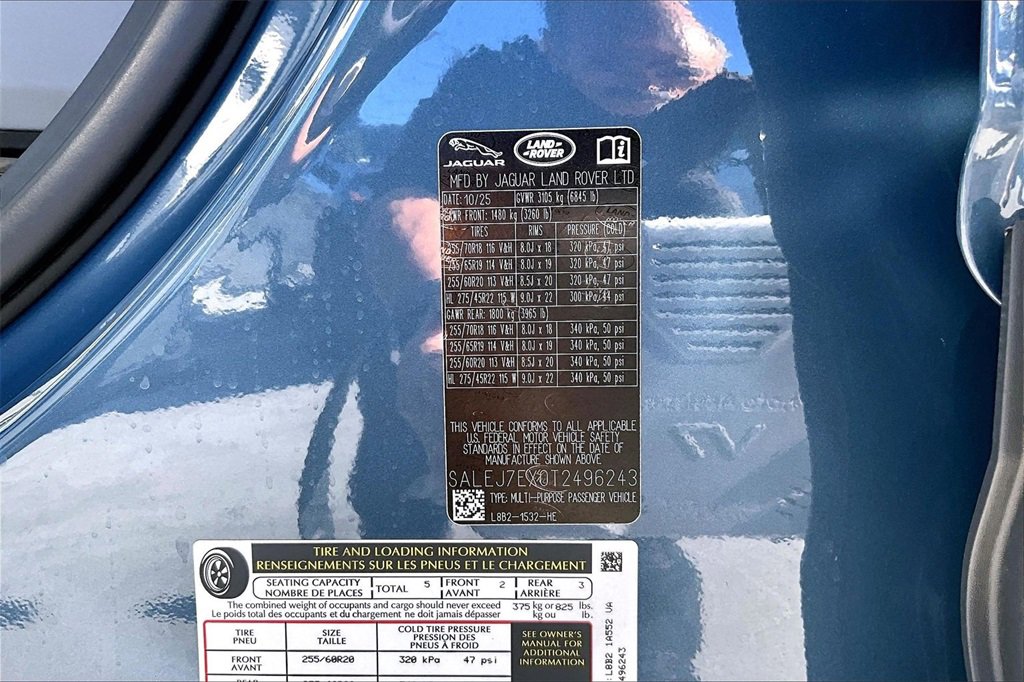 JAGUAR
LAND ROVER
MFD BY JAGUAR LAND ROVER LTD
DATE: 10/25 GVWR 3105 kg (6845 lb)
GAWR FRONT: 1480 kg (3260 lb)
TIRES RIMS PRESSURE (COLD)
255/70R18 116 V&H 8.0J x 18 320 kPa, 47 psi
255/65R19 114 V&H 8.0J x 19 320 kPa, 47 psi
255/60R20 113 V&H 8.5J x 20 320 kPa, 47 psi
HL 275/45R22 115 W 9.0J x 22 300 kPa, 44 psi
GAWR REAR: 1800 kg (3965 lb)
255/70R18 116 V&H 8.0J x 18 340 kPa, 50 psi
255/65R19 114 V&H 8.0J x 19 340 kPa, 50 psi
255/60R20 113 V&H 8.5J x 20 340 kPa, 50 psi
HL 275/45R22 115 W 9.0J x 22 340 kPa, 50 psi
THIS VEHICLE CONFORMS TO ALL APPLICABLE
U.S. FEDERAL MOTOR VEHICLE SAFETY
STANDARDS IN EFFECT ON THE DATE OF
MANUFACTURE SHOWN ABOVE
SALEJ7EX0T2496243
TYPE: MULTI-PURPOSE PASSENGER VEHICLE
L8B2-1532-HE
TIRE AND LOADING INFORMATION
RENSEIGNEMENTS SUR LES PNEUS ET LE CHARGEMENT
SEATING CAPACITY
NOMBRE DE PLACES
TOTAL 5
FRONT
AVANT
2
REAR
ARRIÈRE
3
The combined weight of occupants and cargo should never exceed 375 kg or 825 lbs.
Le poids total des occupants et du chargement ne doit jamais dépasser kg ou lb.
TIRE
PNEU
SIZE
TAILLE
COLD TIRE PRESSURE
PRESSION DES
PNEUS À FROID
SEE OWNER'S
MANUAL FOR
ADDITIONAL
INFORMATION
FRONT
AVANT
255/60R20
320 kPa 47 psi
L8B2 1A552 VA
496243